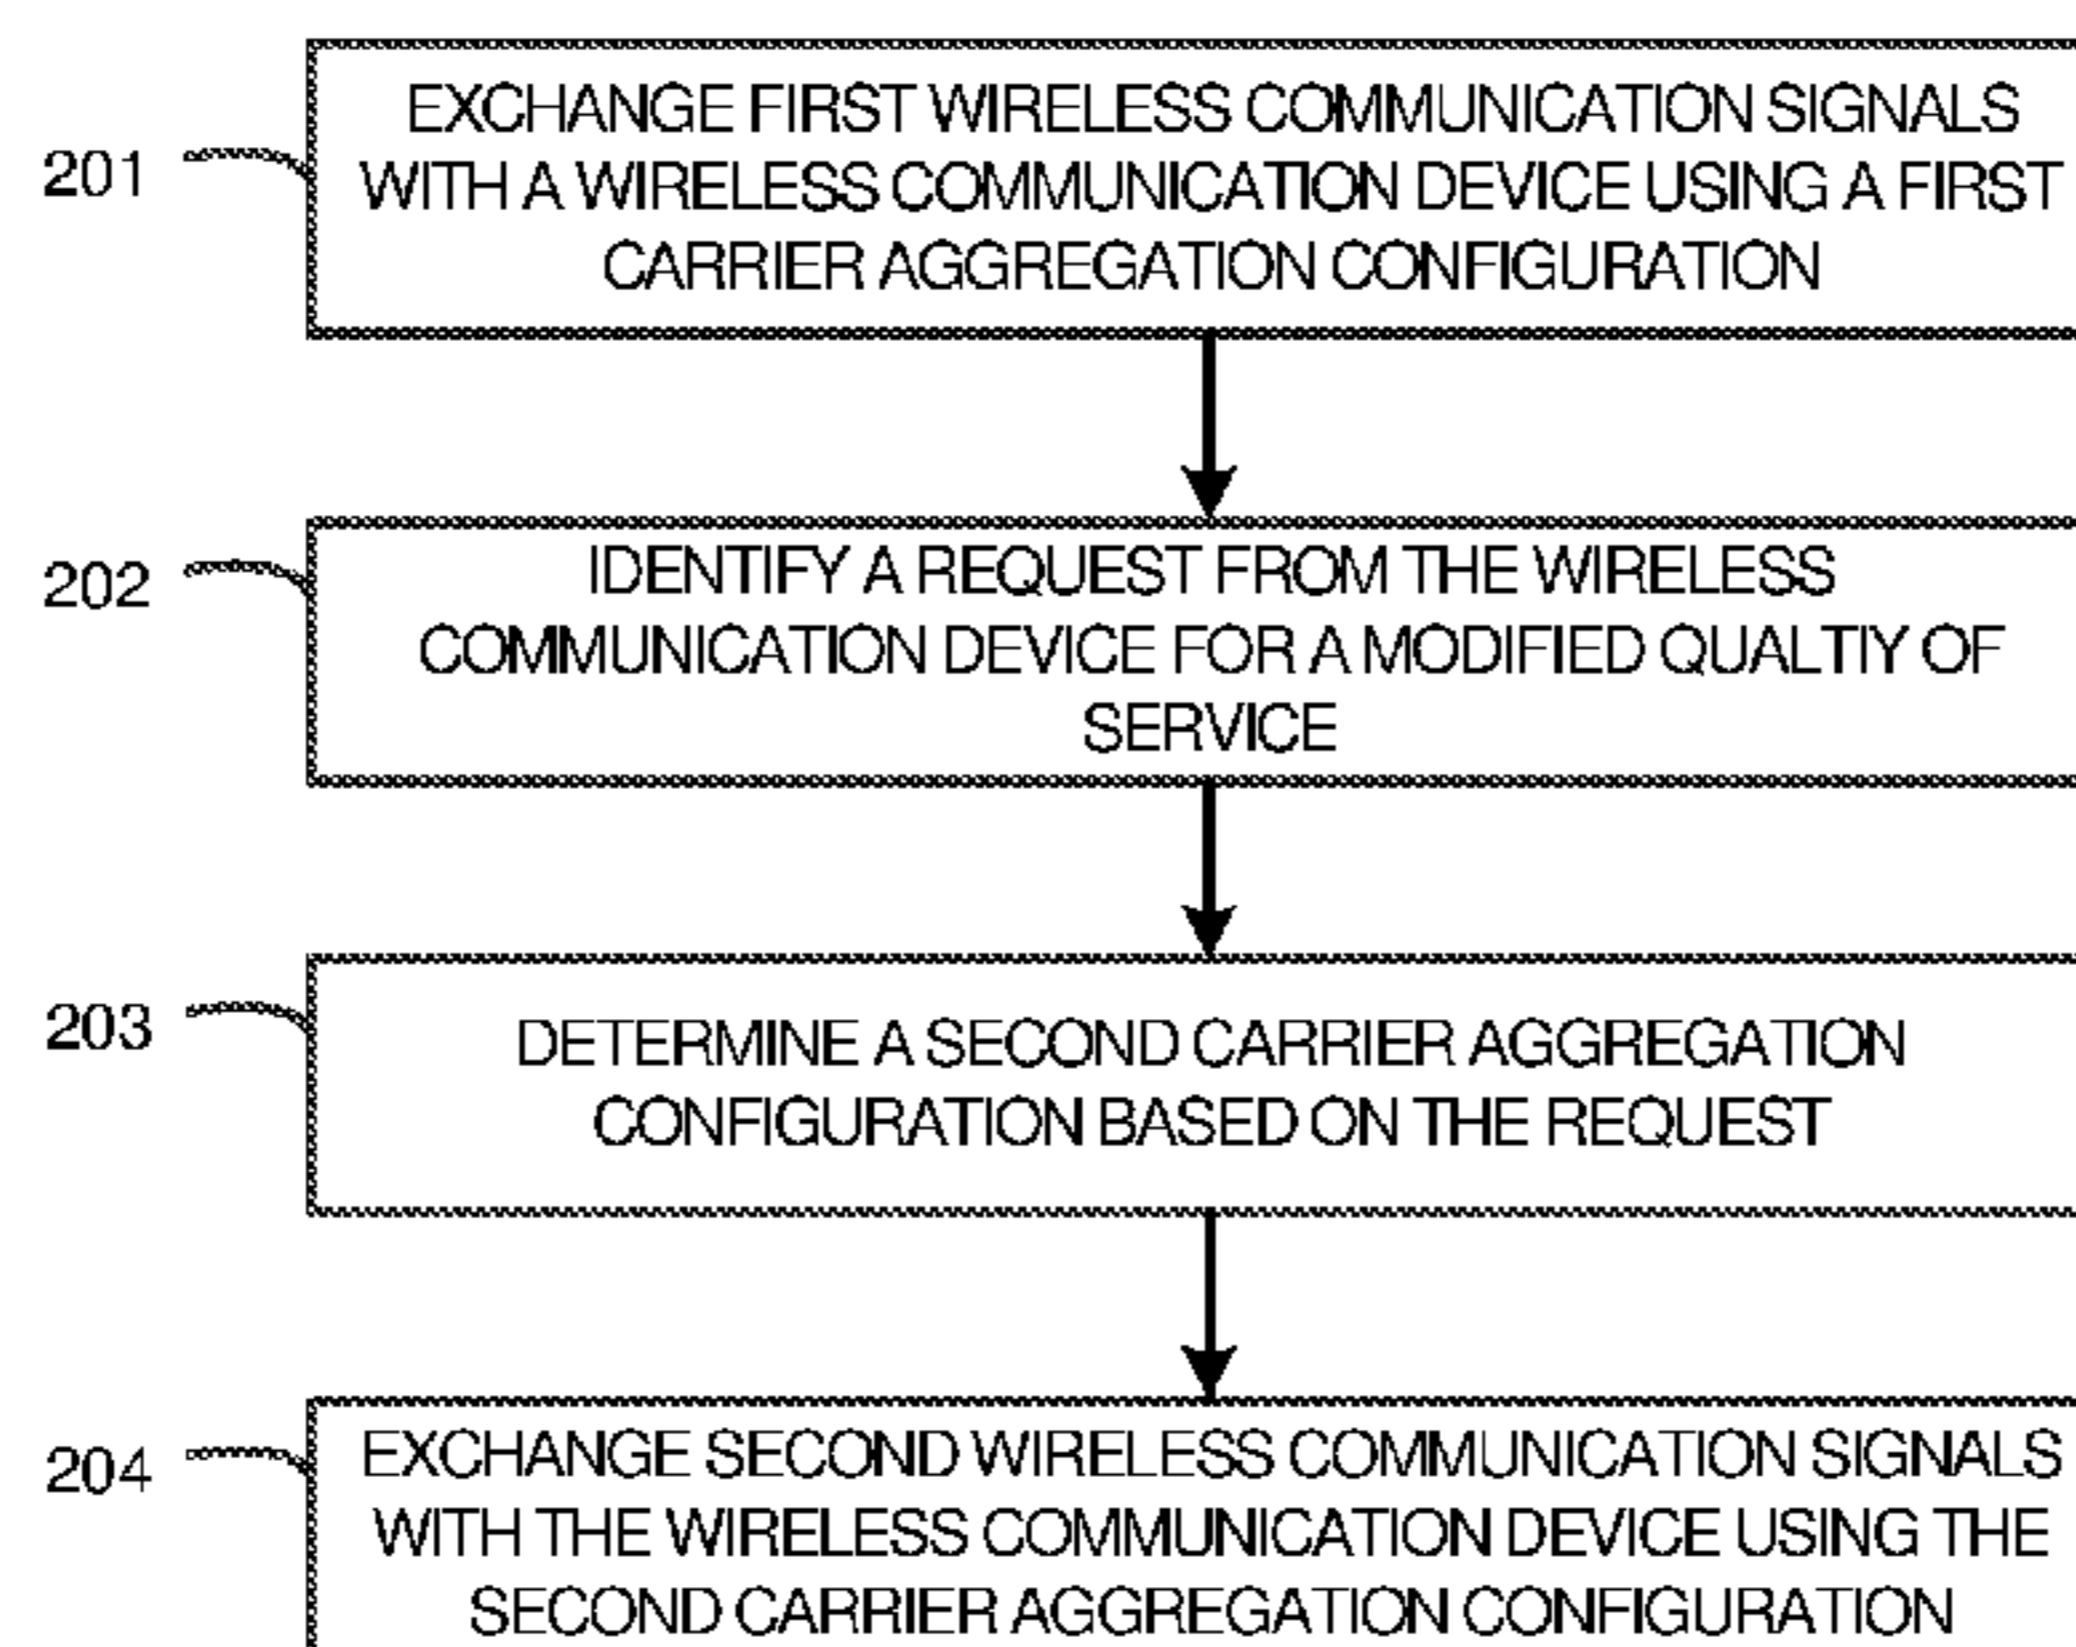 201
EXCHANGE FIRST WIRELESS COMMUNICATION SIGNALS
WITH A WIRELESS COMMUNICATION DEVICE USING A FIRST
CARRIER AGGREGATION CONFIGURATION
202
IDENTIFY A REQUEST FROM THE WIRELESS
COMMUNICATION DEVICE FOR A MODIFIED QUALTIY OF
SERVICE
203
DETERMINE A SECOND CARRIER AGGREGATION
CONFIGURATION BASED ON THE REQUEST
204
EXCHANGE SECOND WIRELESS COMMUNICATION SIGNALS
WITH THE WIRELESS COMMUNICATION DEVICE USING THE
SECOND CARRIER AGGREGATION CONFIGURATION